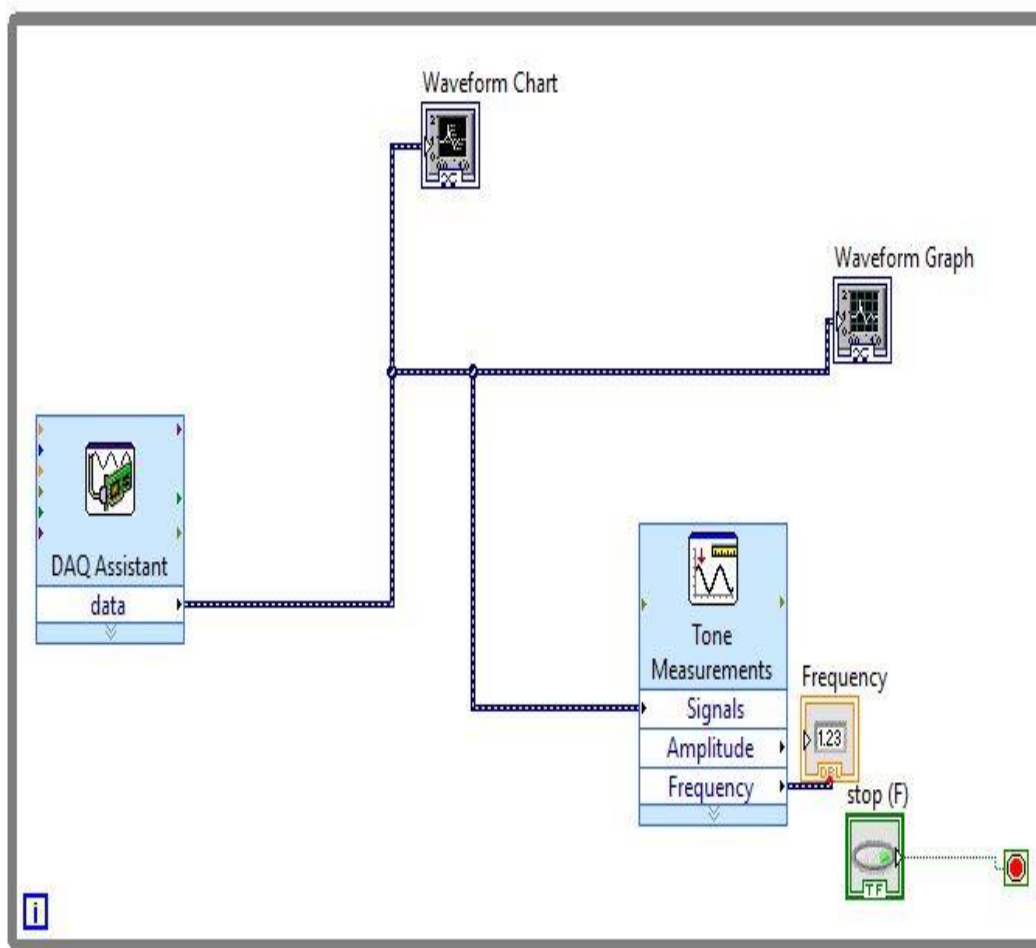 Waveform Chart
Waveform Graph
DAQ Assistant
data
Tone
Measurements
Signals
Amplitude
Frequency
Frequency
1.23
DBL
stop (F)
TF
i